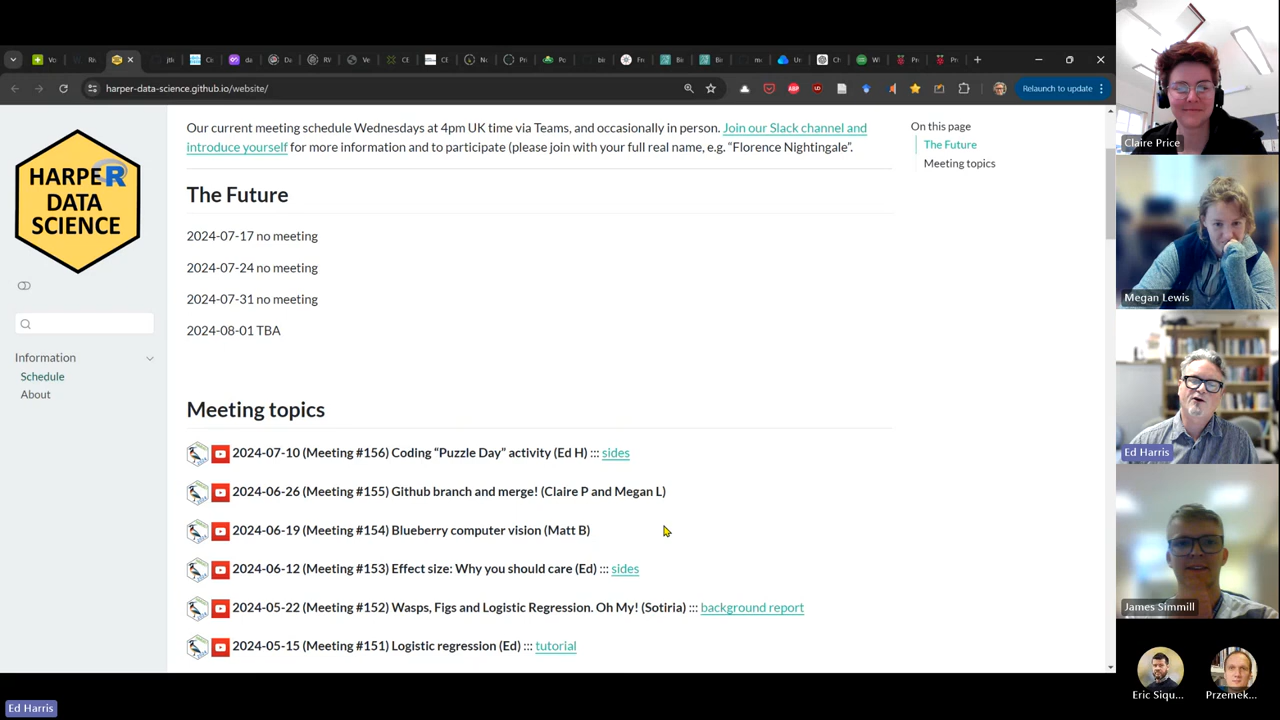 harper-data-science.github.io/website/
Relaunch to update
HARPER
DATA
SCIENCE
Information
Schedule
About
Our current meeting schedule Wednesdays at 4pm UK time via Teams, and occasionally in person. Join our Slack channel and
introduce yourself for more information and to participate (please join with your full real name, e.g. “Florence Nightingale”.
The Future
2024-07-17 no meeting
2024-07-24 no meeting
2024-07-31 no meeting
2024-08-01 TBA
Meeting topics
2024-07-10 (Meeting #156) Coding “Puzzle Day” activity (Ed H) ::: sides
2024-06-26 (Meeting #155) Github branch and merge! (Claire P and Megan L)
2024-06-19 (Meeting #154) Blueberry computer vision (Matt B)
2024-06-12 (Meeting #153) Effect size: Why you should care (Ed) ::: sides
2024-05-22 (Meeting #152) Wasps, Figs and Logistic Regression. Oh My! (Sotiria) ::: background report
2024-05-15 (Meeting #151) Logistic regression (Ed) ::: tutorial
On this page
The Future
Meeting topics
Claire Price
Megan Lewis
Ed Harris
James Simmill
Eric Siqu...
Przemek...
Ed Harris